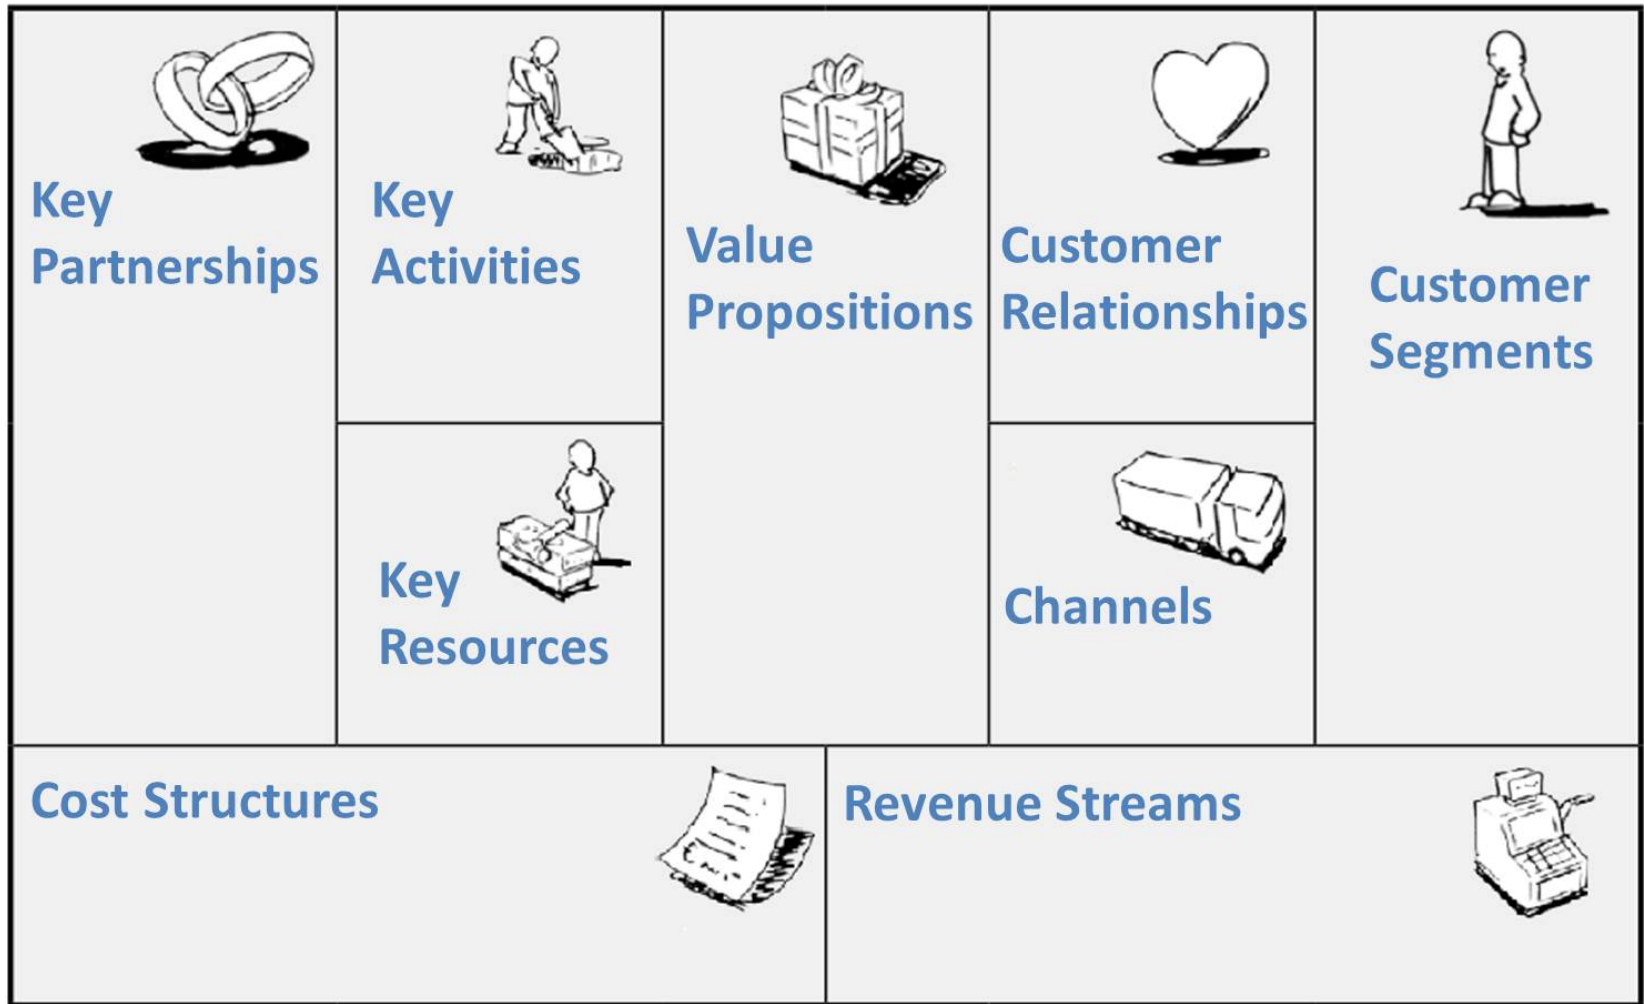 Key
Partnerships
Key
Activities
Key
Resources
Value
Propositions
Customer
Relationships
Channels
Customer
Segments
Cost Structures
Revenue Streams